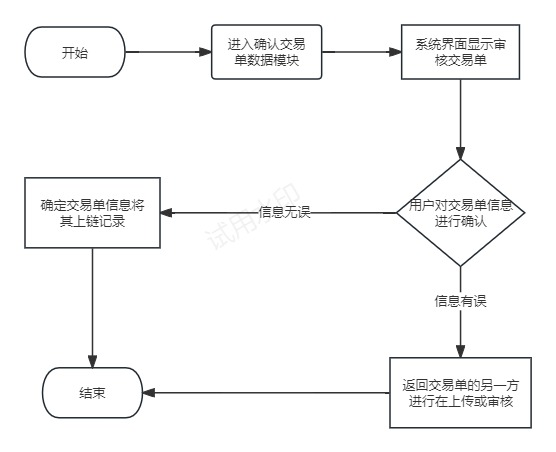 开始
进入确认交易
单数据模块
系统界面显示审
核交易单
确定交易单信息将
其上链记录
信息无误
用户对交易单信息
进行确认
试用水印
信息有误
结束
返回交易单的另一方
进行在上传或审核